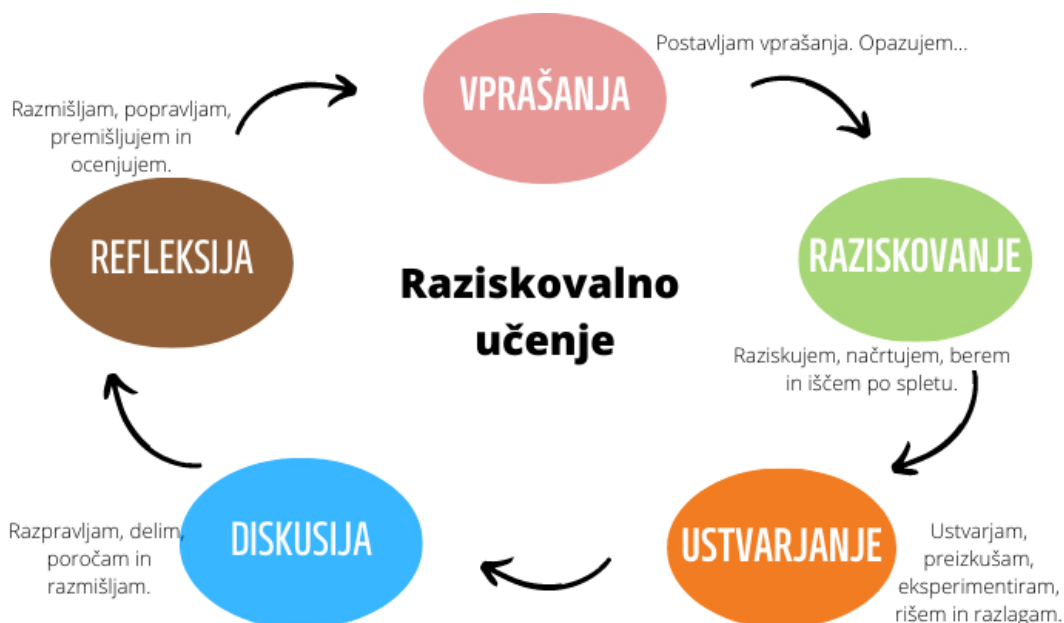 VPRAŠANJA
Postavljam vprašanja. Opazujem...
RAZISKOVANJE
Raziskujem, načrtujem, berem
in iščem po spletu.
USTVARJANJE
Ustvarjam,
preizkušam,
eksperimentiram,
rišem in razlagam.
DISKUSIJA
Razpravljam, delim,
poročam in
razmišljam.
REFLEKSIJA
Razmišljam, popravljam,
premišljujem in
ocenjujem.
Raziskovalno
učenje